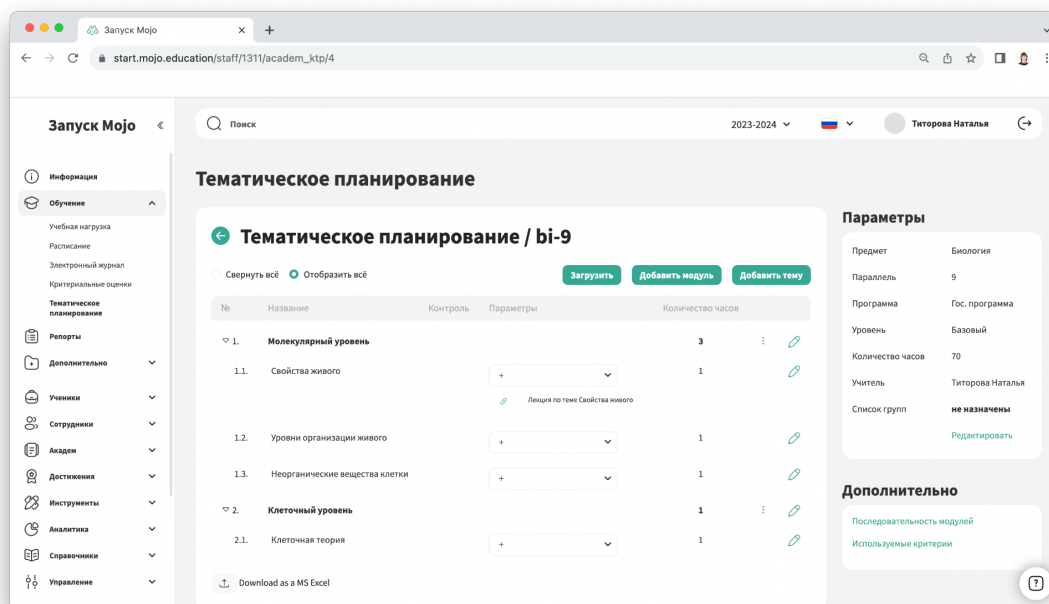 Запуск Mojo
start.mojo.education/staff/1311/academ_ktp/4
Запуск Mojo
Поиск
2023-2024
Титорова Наталья
Информация
Обучение
Учебная нагрузка
Расписание
Электронный журнал
Критериальные оценки
Тематическое
планирование
Репорты
Дополнительно
Ученики
Сотрудники
Академ
Достижения
Инструменты
Аналитика
Справочники
Управление
Тематическое планирование
Тематическое планирование / bi-9
Свернуть всё
Отобразить всё
Загрузить
Добавить модуль
Добавить тему
№ Название Контроль Параметры Количество часов
1. Молекулярный уровень 3
1.1. Свойства живого + 1
Лекция по теме Свойства живого
1.2. Уровни организации живого + 1
1.3. Неорганические вещества клетки + 1
2. Клеточный уровень 1
2.1. Клеточная теория + 1
Download as a MS Excel
Параметры
Предмет Биология
Параллель 9
Программа Гос. программа
Уровень Базовый
Количество часов 70
Учитель Титорова Наталья
Список групп не назначены
Редактировать
Дополнительно
Последовательность модулей
Используемые критерии